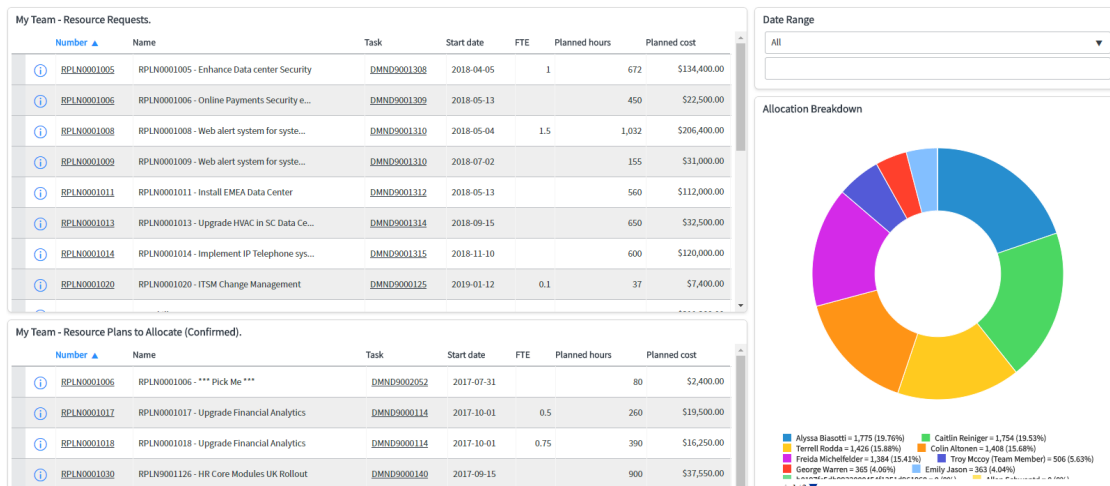 My Team - Resource Requests.
Number ▲ Name Task Start date FTE Planned hours Planned cost
RPLN0001005 RPLN0001005 - Enhance Data center Security DMND9001308 2018-04-05 1 672 $134,400.00
RPLN0001006 RPLN0001006 - Online Payments Security e... DMND9001309 2018-05-13 450 $22,500.00
RPLN0001008 RPLN0001008 - Web alert system for syste... DMND9001310 2018-05-04 1.5 1,032 $206,400.00
RPLN0001009 RPLN0001009 - Web alert system for syste... DMND9001310 2018-07-02 155 $31,000.00
RPLN0001011 RPLN0001011 - Install EMEA Data Center DMND9001312 2018-05-13 560 $112,000.00
RPLN0001013 RPLN0001013 - Upgrade HVAC in SC Data Ce... DMND9001314 2018-09-15 650 $32,500.00
RPLN0001014 RPLN0001014 - Implement IP Telephone sys... DMND9001315 2018-11-10 600 $120,000.00
RPLN0001020 RPLN0001020 - ITSM Change Management DMND9000125 2019-01-12 0.1 37 $7,400.00
My Team - Resource Plans to Allocate (Confirmed).
Number ▲ Name Task Start date FTE Planned hours Planned cost
RPLN0001006 RPLN0001006 - *** Pick Me *** DMND9002052 2017-07-31 80 $2,400.00
RPLN0001017 RPLN0001017 - Upgrade Financial Analytics DMND9000114 2017-10-01 0.5 260 $19,500.00
RPLN0001018 RPLN0001018 - Upgrade Financial Analytics DMND9000114 2017-10-01 0.75 390 $16,250.00
RPLN0001030 RPLN9001126 - HR Core Modules UK Rollout DMND9000140 2017-09-15 900 $37,550.00
Date Range
All
Allocation Breakdown
Alyssa Biasotti = 1,775 (19.76%) Caitlin Reiniger = 1,754 (19.53%)
Terrell Rodda = 1,426 (15.88%) Colin Altonen = 1,408 (15.68%)
Freida Michelfelder = 1,384 (15.41%) Troy Mccoy (Team Member) = 506 (5.63%)
George Warren = 365 (4.06%) Emily Jason = 363 (4.04%)